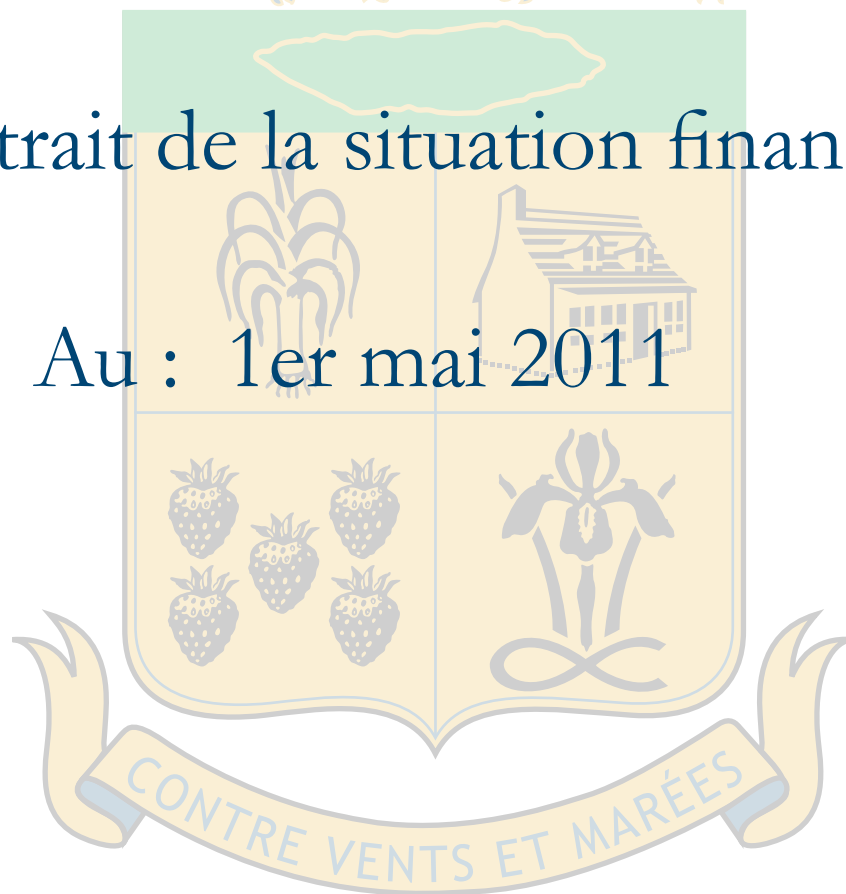 trait de la situation finan
Au : 1er mai 2011
CONTRE VENTS ET MARÉES